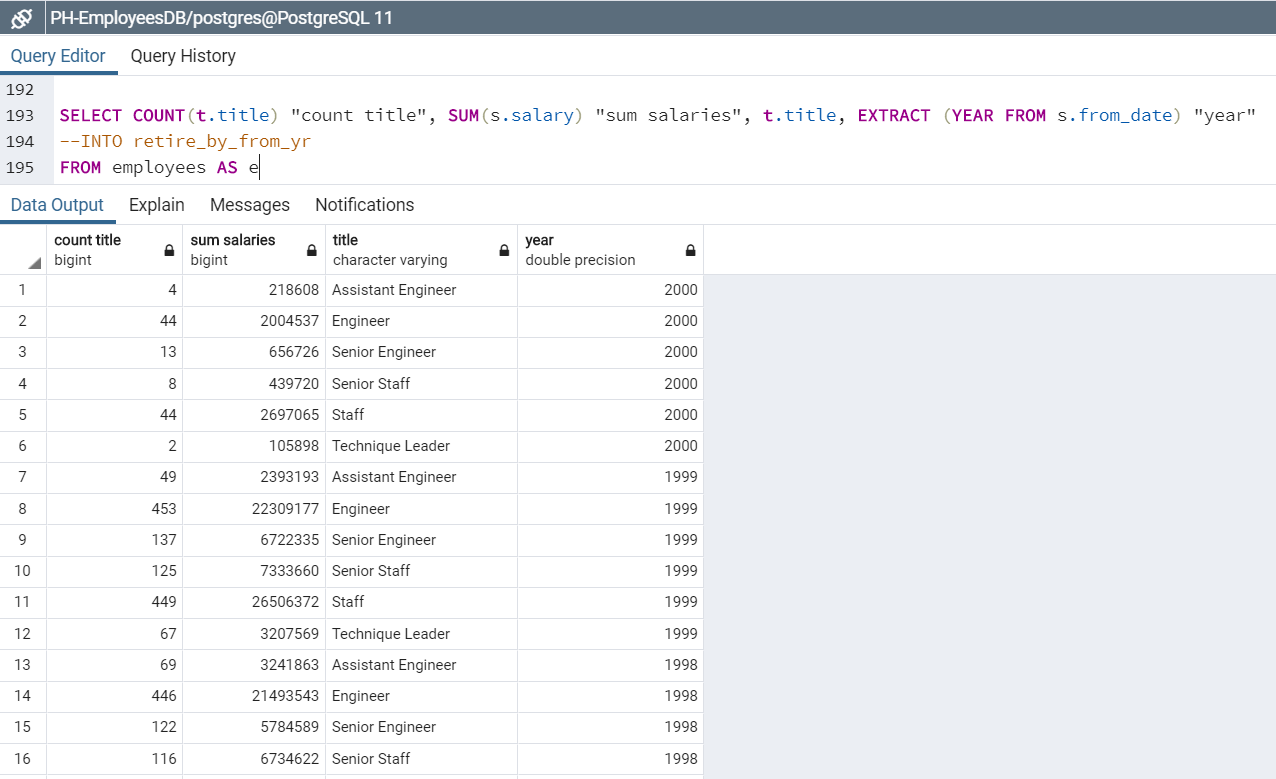 PH-EmployeesDB/postgres@PostgreSQL 11
Query Editor Query History
192
193 SELECT COUNT(t.title) "count title", SUM(s.salary) "sum salaries", t.title, EXTRACT (YEAR FROM s.from_date) "year"
194 --INTO retire_by_from_yr
195 FROM employees AS e
Data Output Explain Messages Notifications
count title sum salaries title year
bigint bigint character varying double precision
1 4 218608 Assistant Engineer 2000
2 44 2004537 Engineer 2000
3 13 656726 Senior Engineer 2000
4 8 439720 Senior Staff 2000
5 44 2697065 Staff 2000
6 2 105898 Technique Leader 2000
7 49 2393193 Assistant Engineer 1999
8 453 22309177 Engineer 1999
9 137 6722335 Senior Engineer 1999
10 125 7333660 Senior Staff 1999
11 449 26506372 Staff 1999
12 67 3207569 Technique Leader 1999
13 69 3241863 Assistant Engineer 1998
14 446 21493543 Engineer 1998
15 122 5784589 Senior Engineer 1998
16 116 6734622 Senior Staff 1998